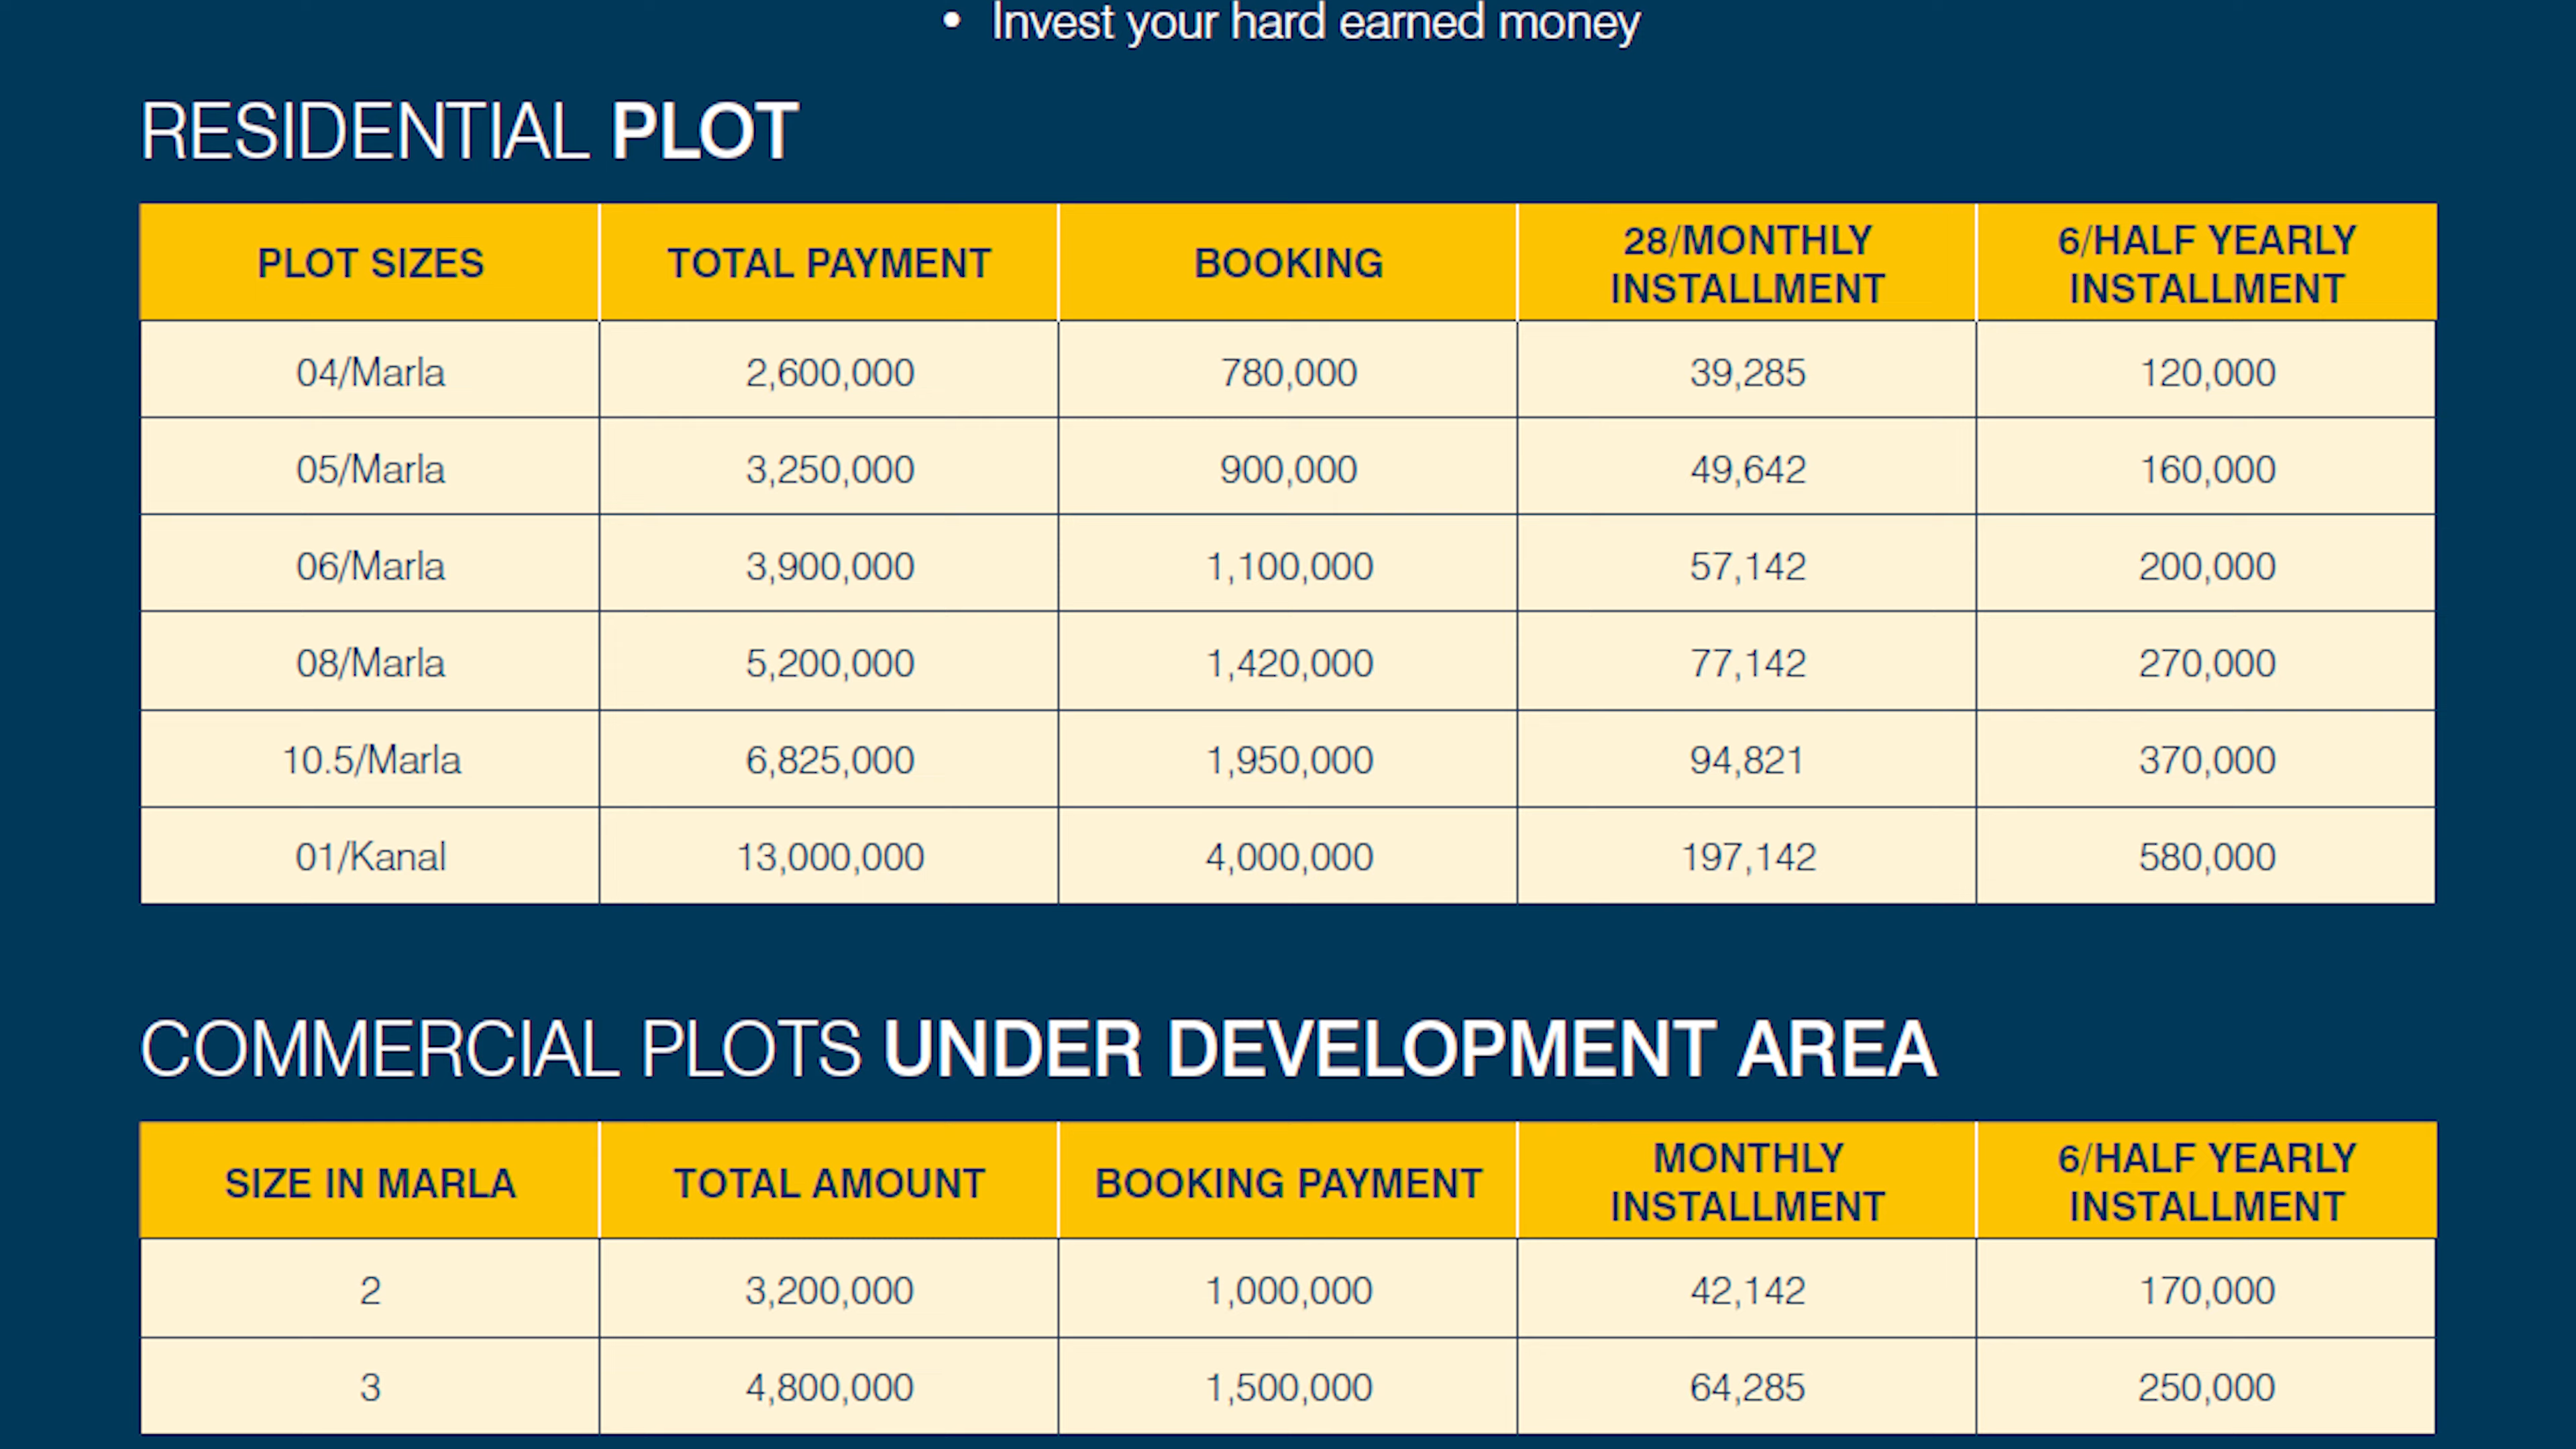 • Invest your hard earned money
RESIDENTIAL PLOT
PLOT SIZES TOTAL PAYMENT BOOKING 28/MONTHLY INSTALLMENT 6/HALF YEARLY INSTALLMENT
04/Marla 2,600,000 780,000 39,285 120,000
05/Marla 3,250,000 900,000 49,642 160,000
06/Marla 3,900,000 1,100,000 57,142 200,000
08/Marla 5,200,000 1,420,000 77,142 270,000
10.5/Marla 6,825,000 1,950,000 94,821 370,000
01/Kanal 13,000,000 4,000,000 197,142 580,000
COMMERCIAL PLOTS UNDER DEVELOPMENT AREA
SIZE IN MARLA TOTAL AMOUNT BOOKING PAYMENT MONTHLY INSTALLMENT 6/HALF YEARLY INSTALLMENT
2 3,200,000 1,000,000 42,142 170,000
3 4,800,000 1,500,000 64,285 250,000